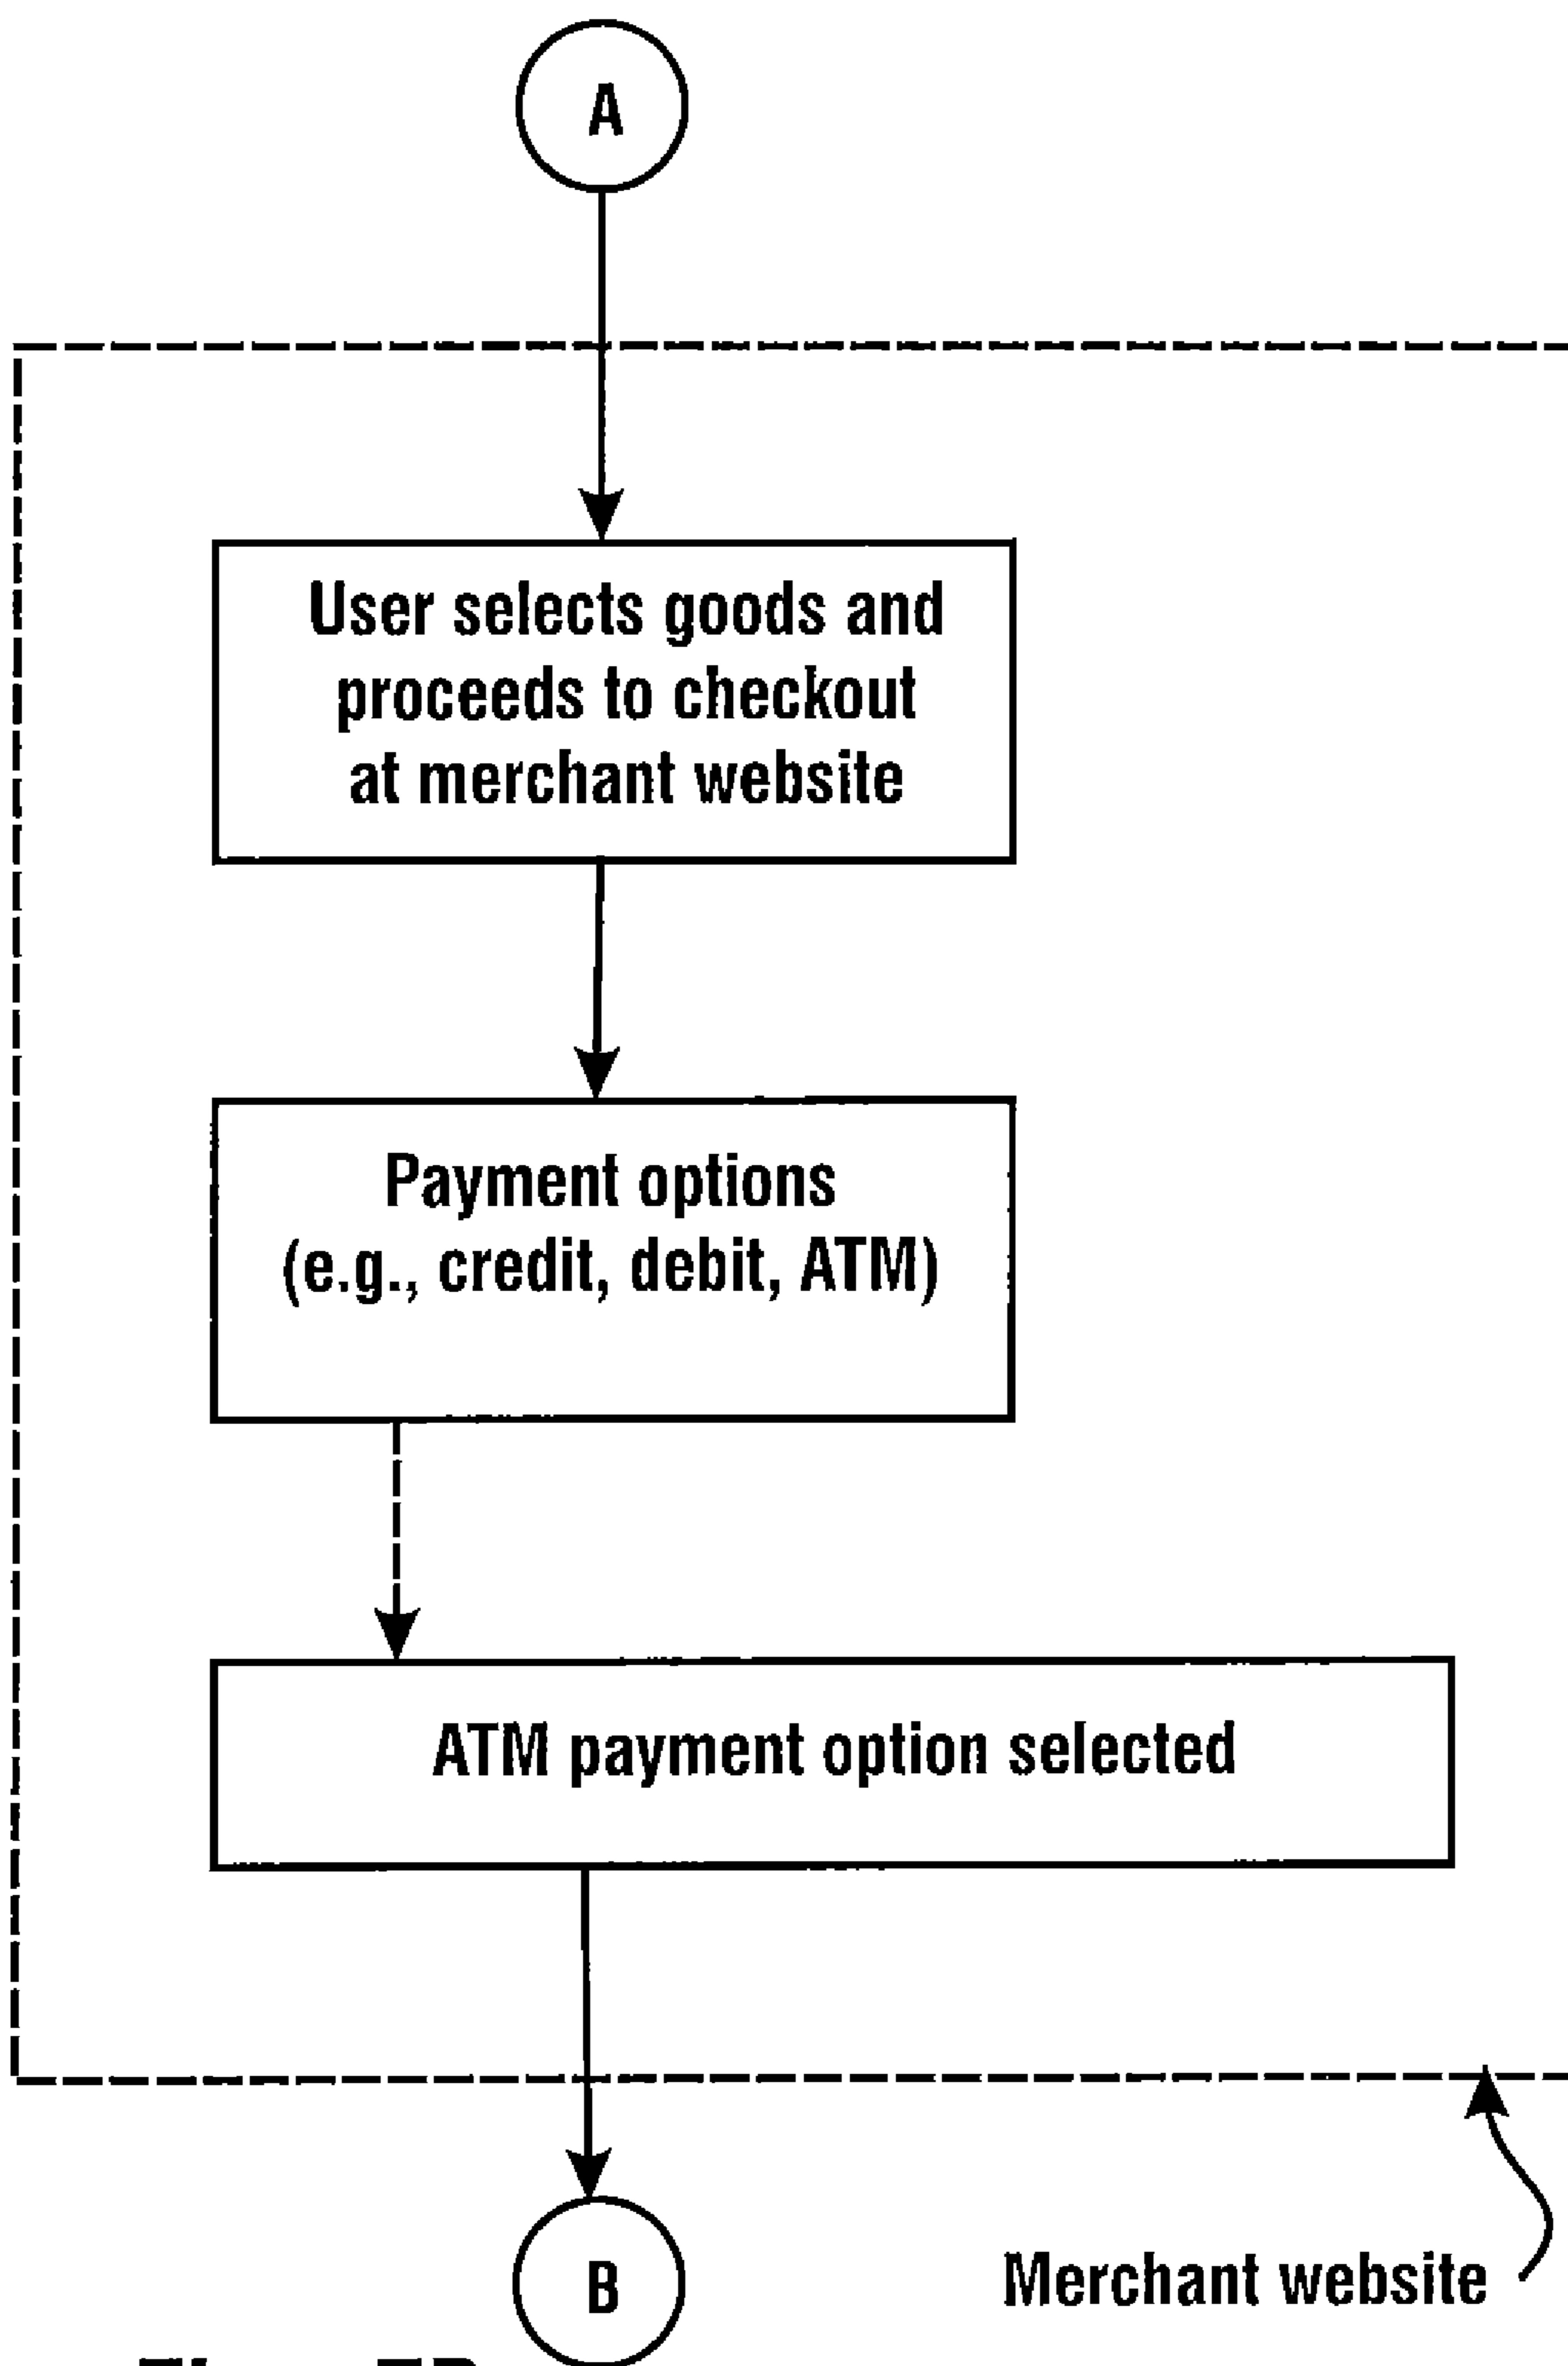 A
User selects goods and
proceeds to checkout
at merchant website
Payment options
(e.g., credit, debit, ATM)
ATM payment option selected
B
Merchant website